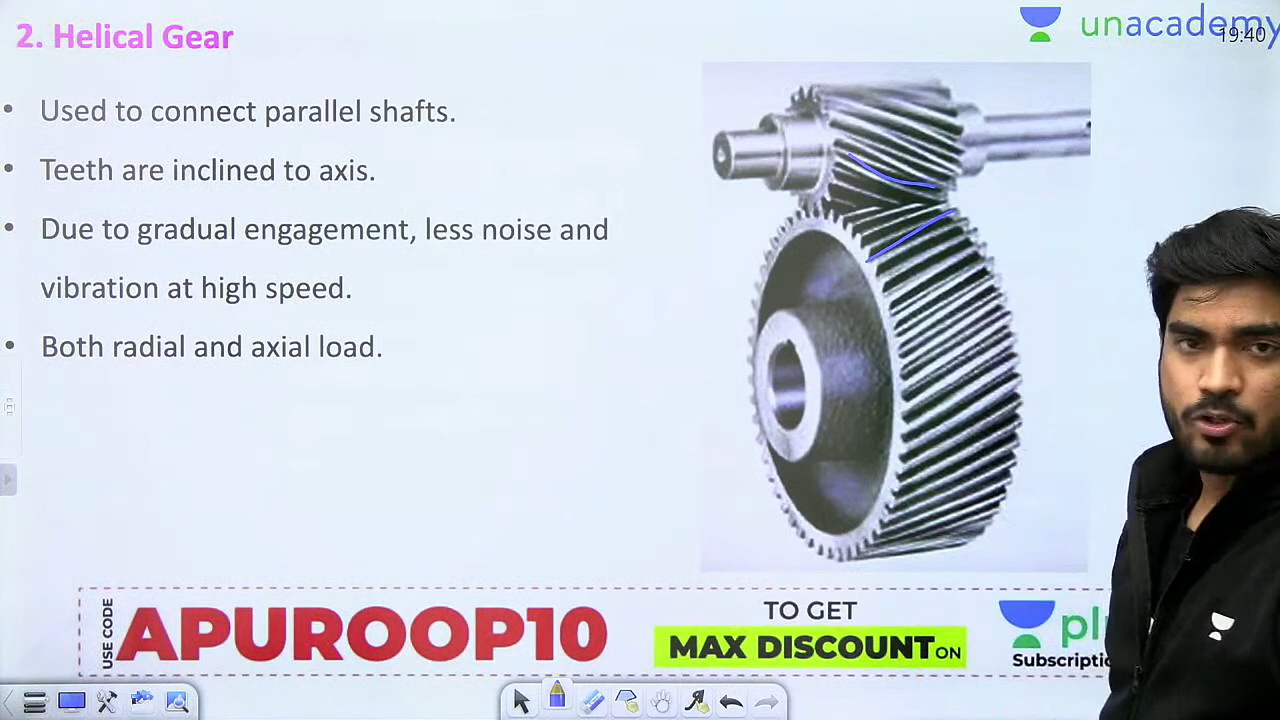 2. Helical Gear
unacademy
19:40
• Used to connect parallel shafts.
• Teeth are inclined to axis.
• Due to gradual engagement, less noise and
vibration at high speed.
• Both radial and axial load.
USE CODE
APUROOP10
TO GET
MAX DISCOUNT ON
pl
Subscriptio